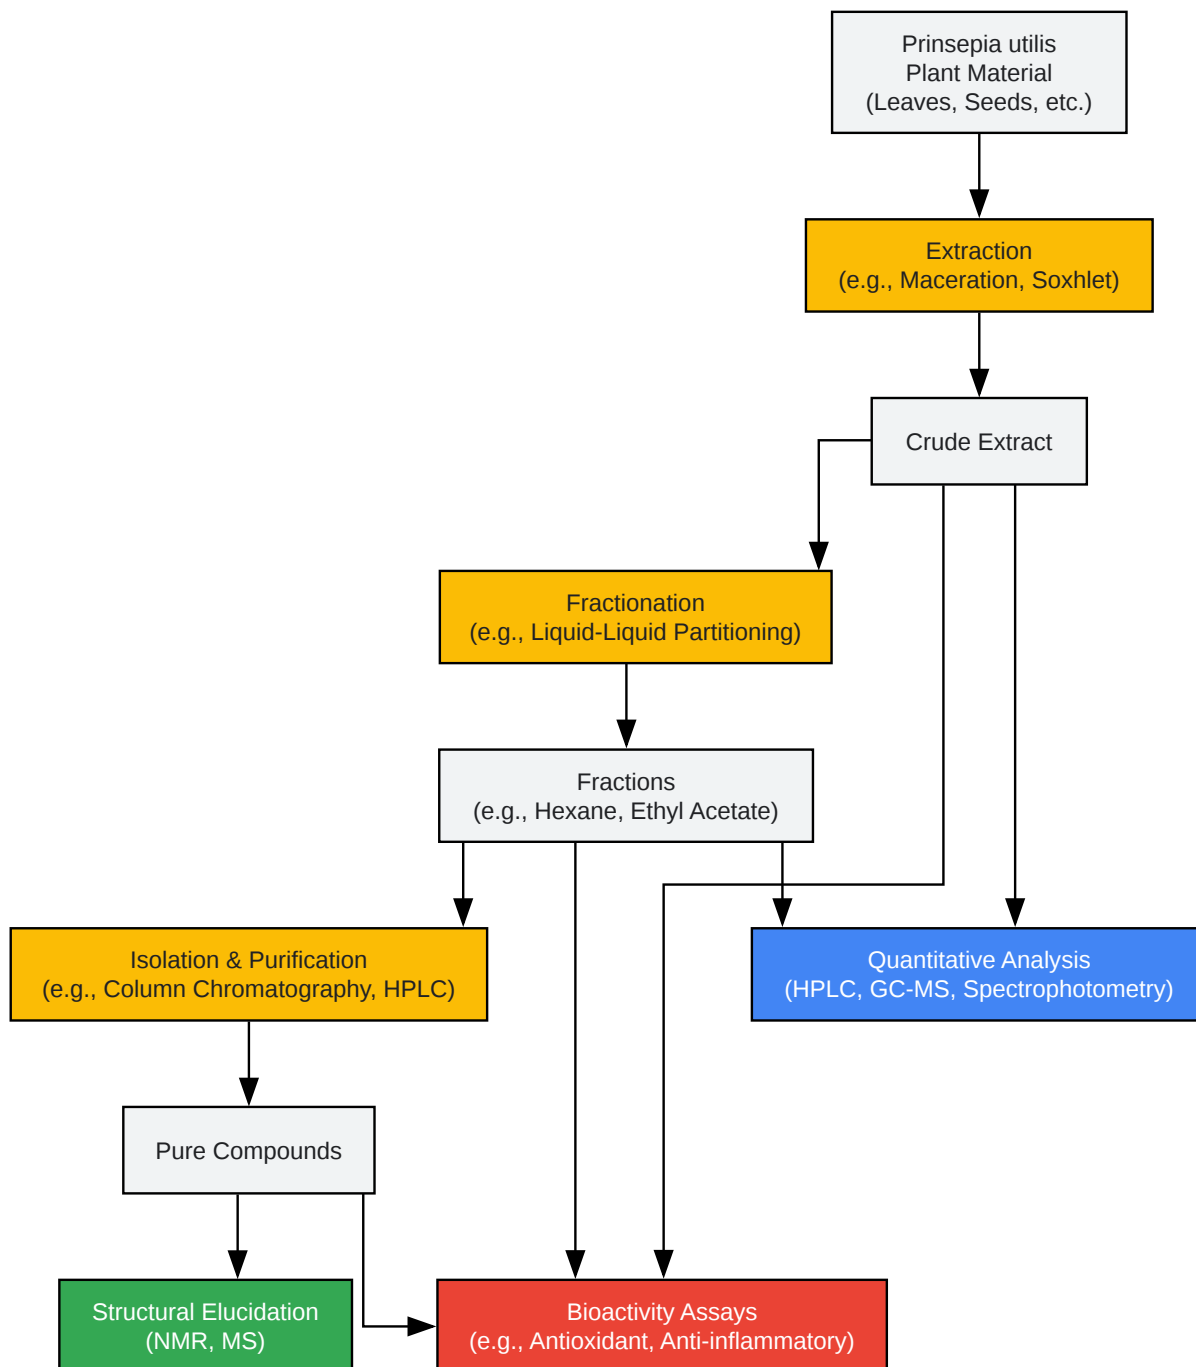 Prinsepia utilis
Plant Material
(Leaves, Seeds, etc.)
Extraction
(e.g., Maceration, Soxhlet)
Crude Extract
Fractionation
(e.g., Liquid-Liquid Partitioning)
Fractions
(e.g., Hexane, Ethyl Acetate)
Isolation & Purification
(e.g., Column Chromatography, HPLC)
Quantitative Analysis
(HPLC, GC-MS, Spectrophotometry)
Pure Compounds
Structural Elucidation
(NMR, MS)
Bioactivity Assays
(e.g., Antioxidant, Anti-inflammatory)